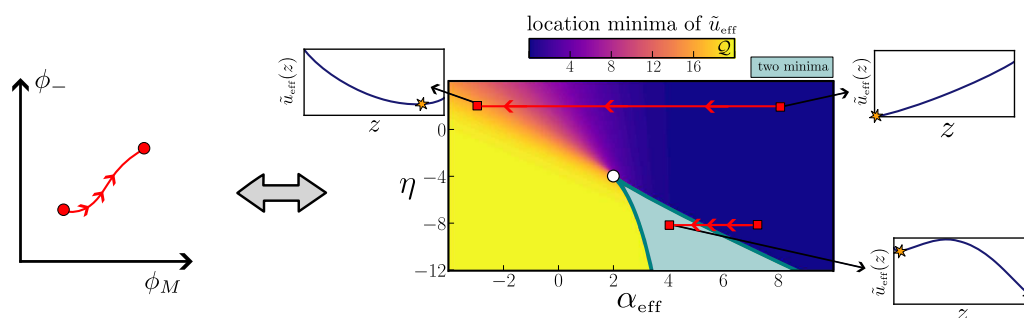 ϕ₋
ϕ_M
location minima of ũ_eff
𝒬
4 8 12 16
two minima
ũ_eff(z)
z
ũ_eff(z)
z
η
0
−4
−8
−12
−2 0 2 4 6 8
α_eff
ũ_eff(z)
z